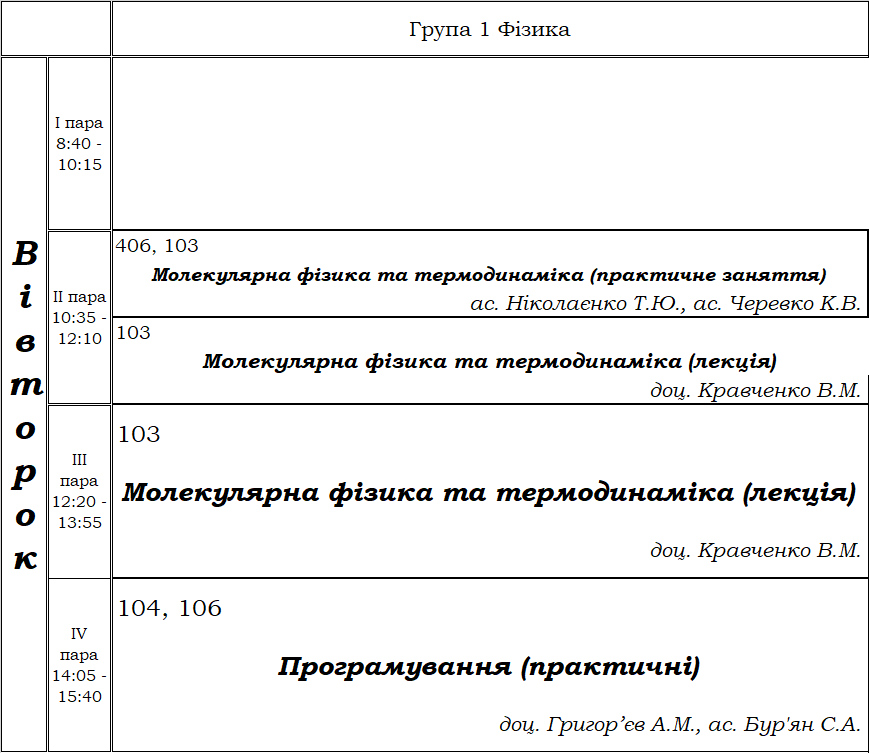 Група 1 Фізика
Вівторок
І пара
8:40 -
10:15
ІІ пара
10:35 -
12:10
406, 103
Молекулярна фізика та термодинаміка (практичне заняття)
ас. Ніколаєнко Т.Ю., ас. Черевко К.В.
103
Молекулярна фізика та термодинаміка (лекція)
доц. Кравченко В.М.
ІІІ
пара
12:20 -
13:55
103
Молекулярна фізика та термодинаміка (лекція)
доц. Кравченко В.М.
IV
пара
14:05 -
15:40
104, 106
Програмування (практичні)
доц. Григор’єв А.М., ас. Бур'ян С.А.